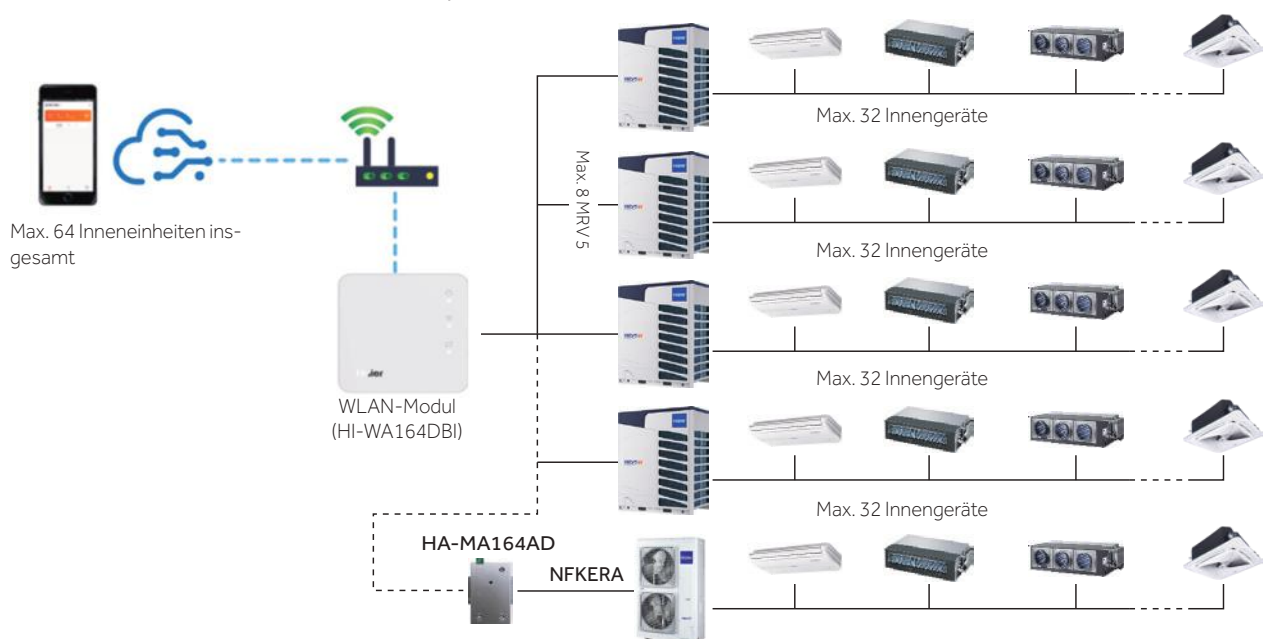 Max. 32 Innengeräte
Max. 8 MRV 5
Max. 64 Inneneinheiten ins-
gesamt
Max. 32 Innengeräte
WLAN-Modul
(HI-WA164DBI)
Max. 32 Innengeräte
Max. 32 Innengeräte
HA-MA164AD
NFKERA